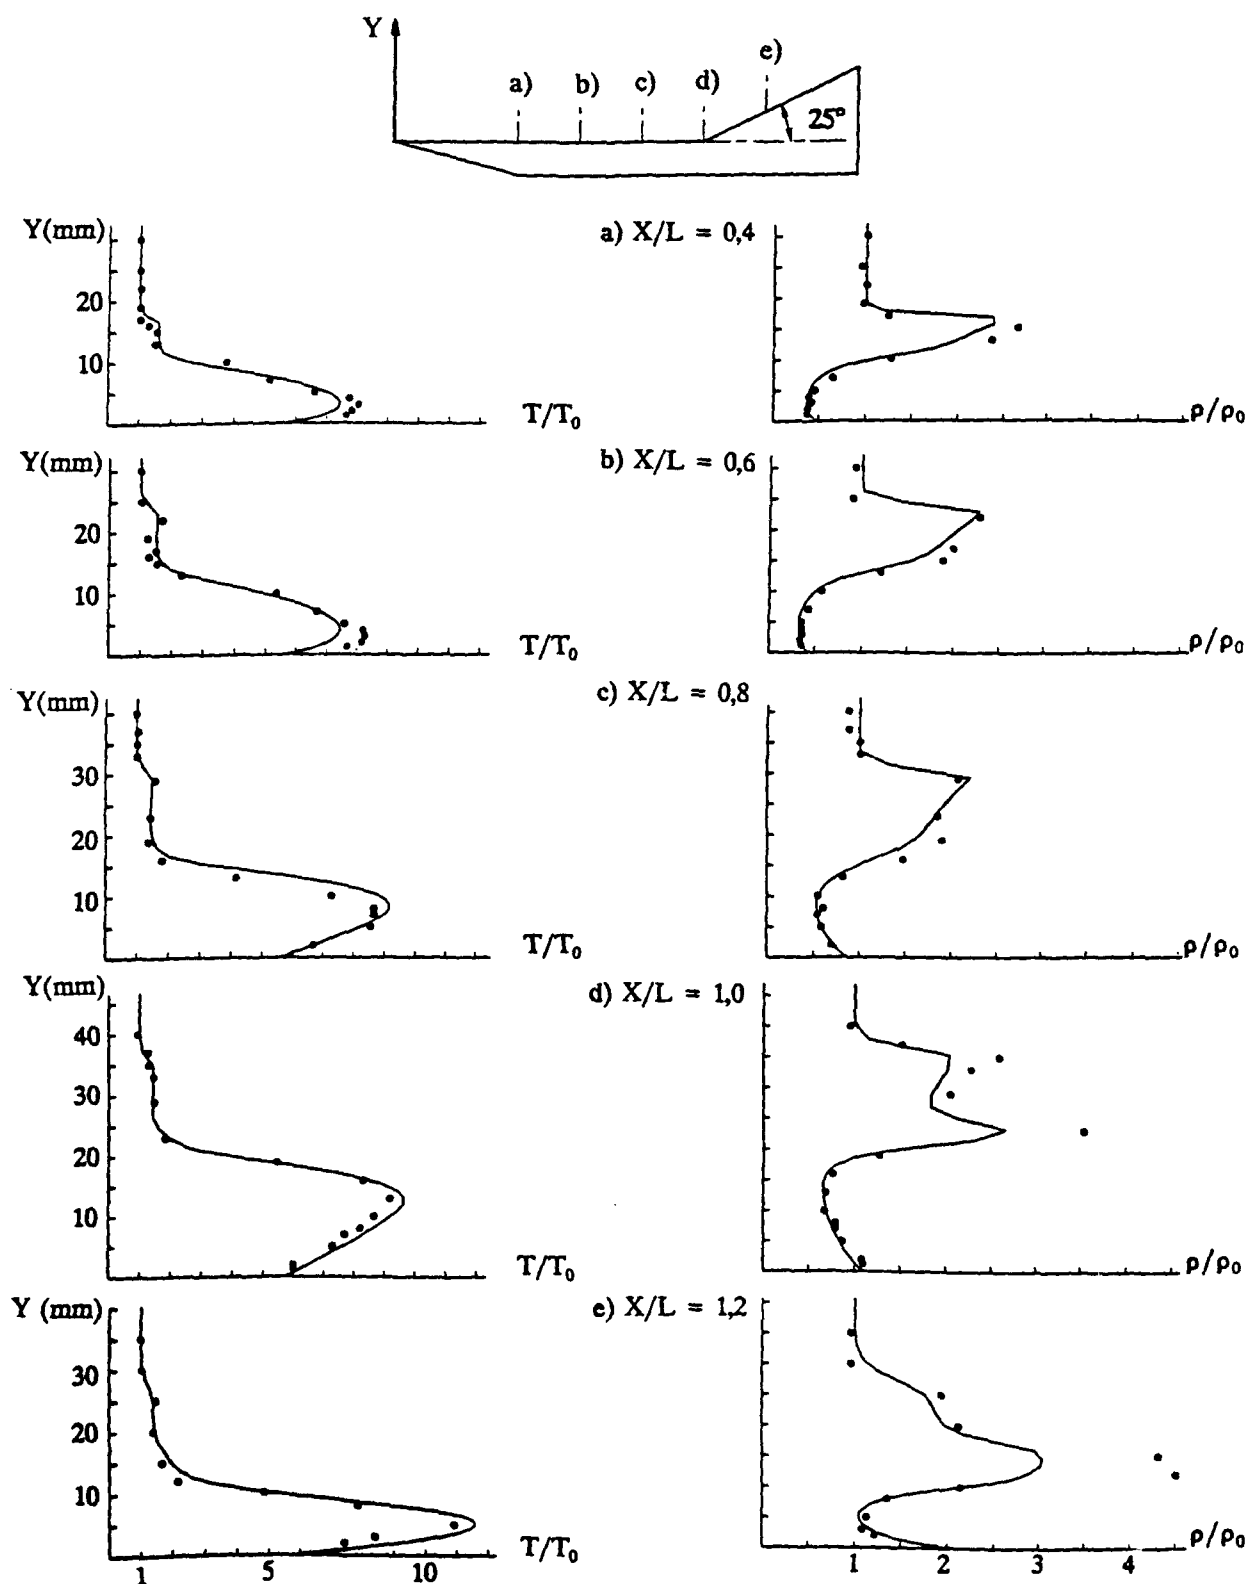 Y
a)
b)
c)
d)
e)
25°
Y(mm)
a) X/L = 0,4
20
10
T/T₀
ρ/ρ₀
Y(mm)
b) X/L = 0,6
20
10
T/T₀
ρ/ρ₀
Y(mm)
c) X/L = 0,8
30
20
10
T/T₀
ρ/ρ₀
Y(mm)
d) X/L = 1,0
40
30
20
10
T/T₀
ρ/ρ₀
Y (mm)
e) X/L = 1,2
30
20
10
T/T₀
ρ/ρ₀
1 5 10
1 2 3 4